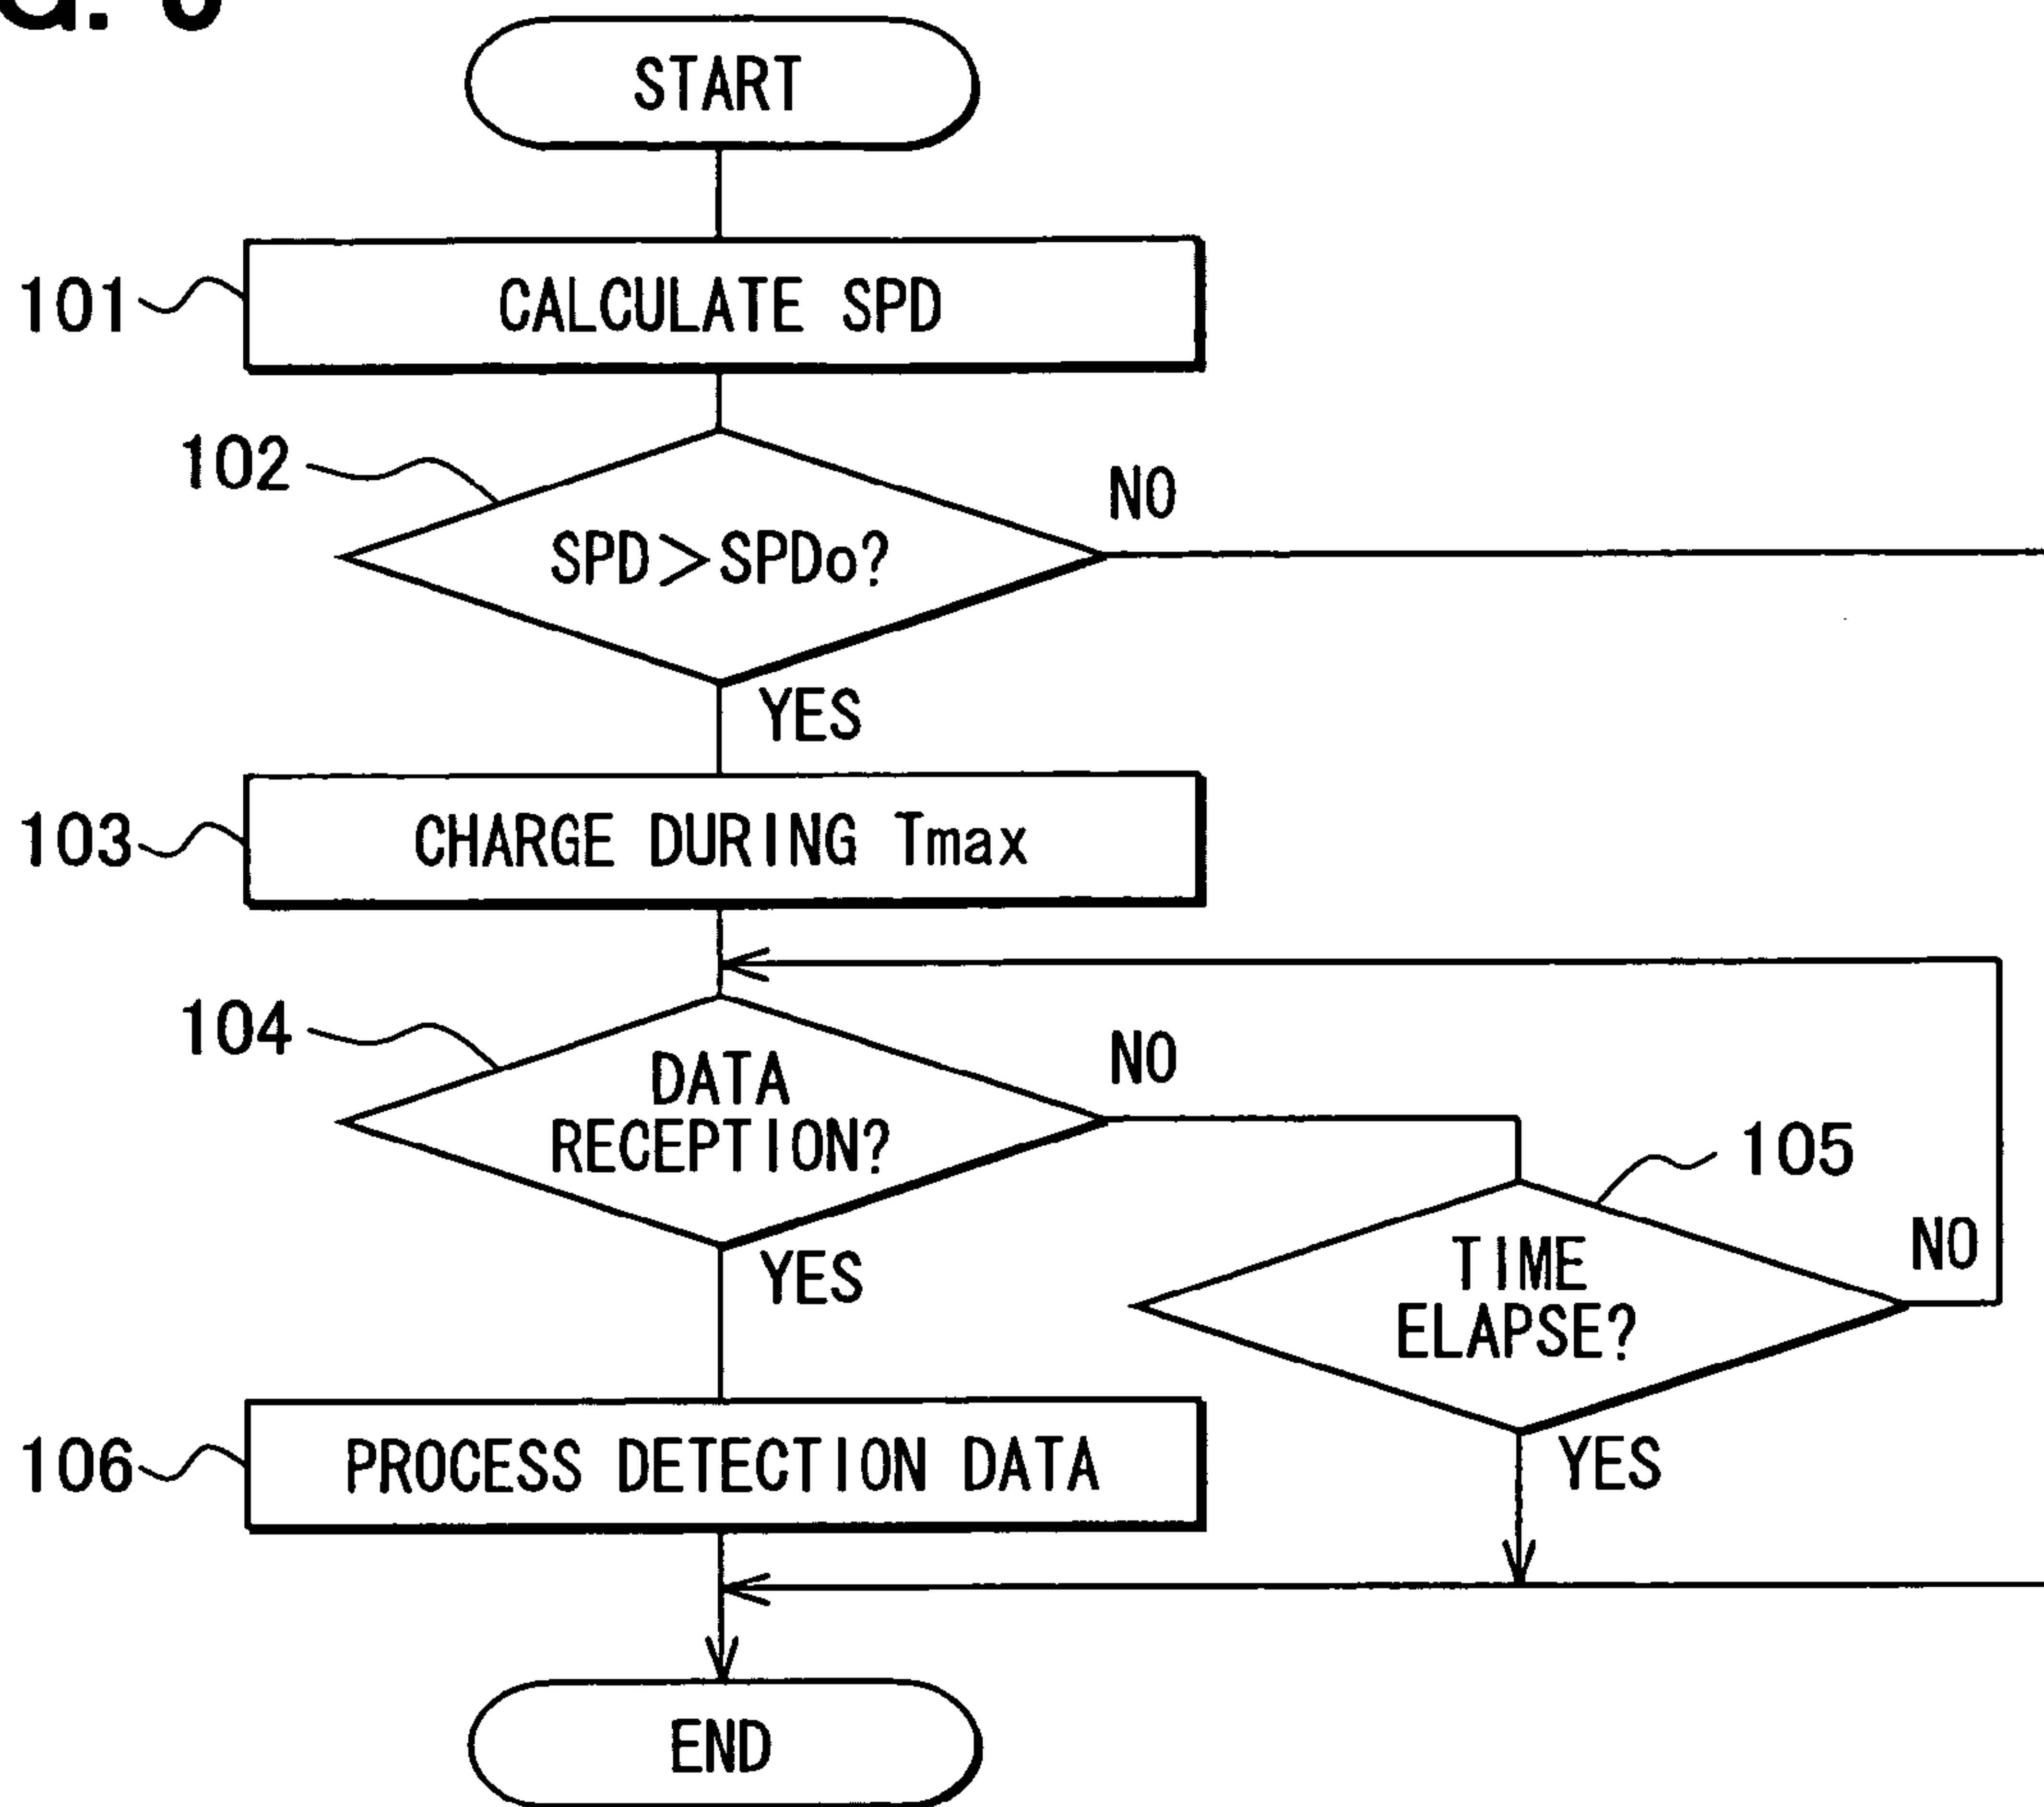 START
101
CALCULATE SPD
102
SPD>SPDo?
NO
YES
103
CHARGE DURING Tmax
104
DATA
RECEPTION?
NO
YES
105
TIME
ELAPSE?
NO
YES
106
PROCESS DETECTION DATA
END